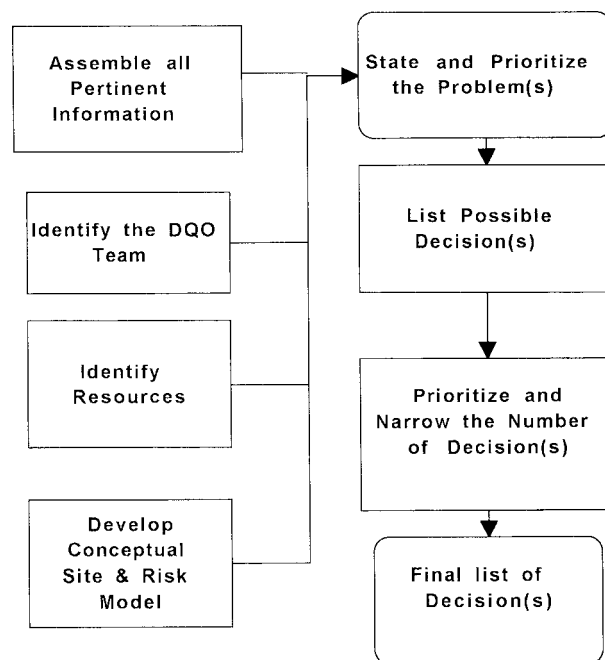 Assemble all
Pertinent
Information
Identify the DQO
Team
Identify
Resources
Develop
Conceptual
Site & Risk
Model
State and Prioritize
the Problem(s)
List Possible
Decision(s)
Prioritize and
Narrow the Number
of Decision(s)
Final list of
Decision(s)